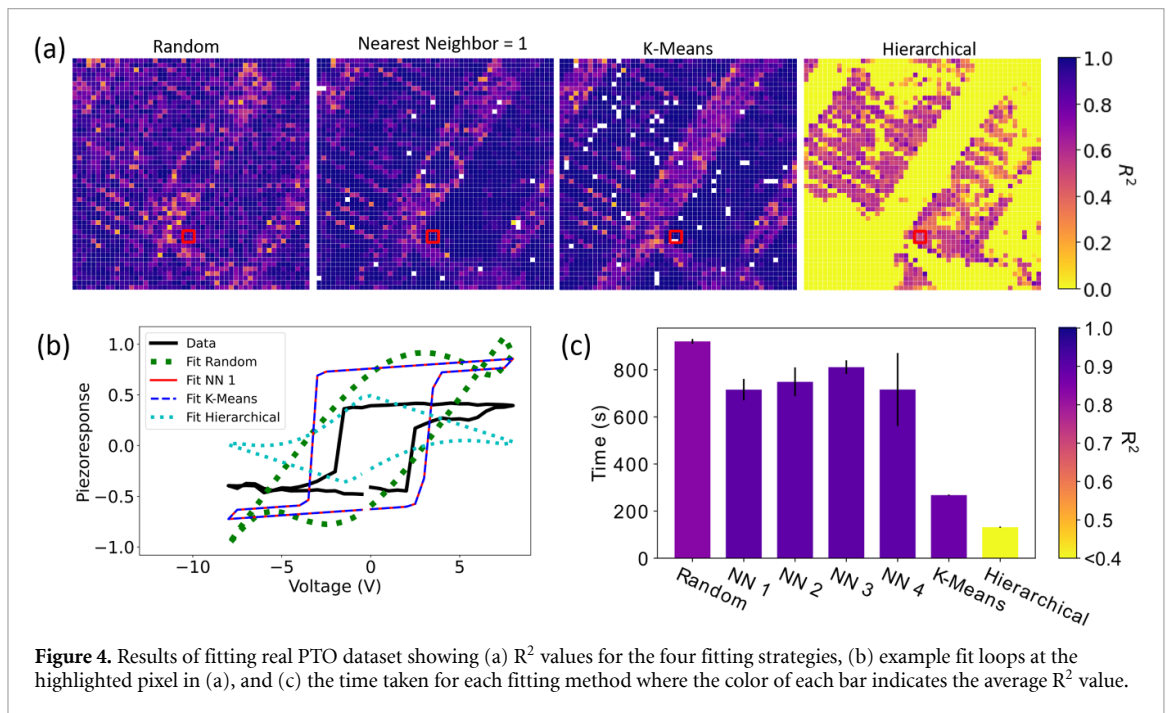 (a)
Random
Nearest Neighbor = 1
K-Means
Hierarchical
1.0
0.8
0.6
0.4
0.2
0.0
R²
(b)
1.0
0.5
0.0
−0.5
−1.0
Piezoresponse
Data
Fit Random
Fit NN 1
Fit K-Means
Fit Hierarchical
−10
−5
0
5
Voltage (V)
(c)
800
600
400
200
0
Time (s)
Random
NN 1
NN 2
NN 3
NN 4
K-Means
Hierarchical
1.0
0.9
0.8
0.7
0.6
0.5
<0.4
R²
Figure 4. Results of fitting real PTO dataset showing (a) R² values for the four fitting strategies, (b) example fit loops at the
highlighted pixel in (a), and (c) the time taken for each fitting method where the color of each bar indicates the average R² value.